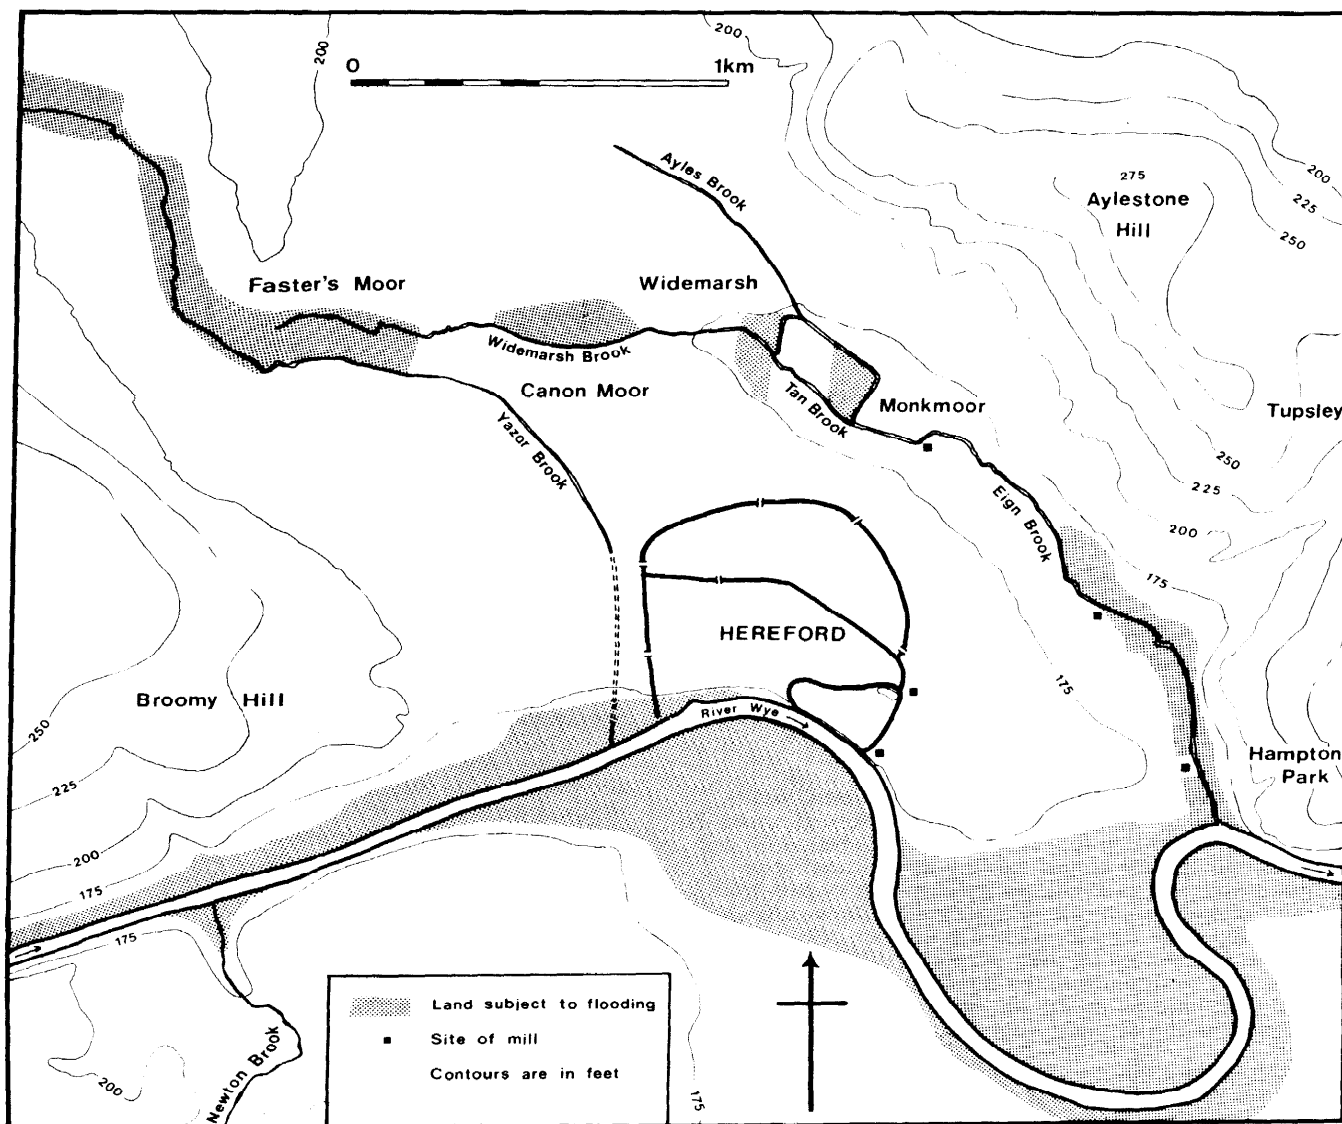 200
200
0 1km
Ayles Brook
275
Aylestone
Hill
200
225
250
Faster's Moor
Widemarsh
Widemarsh Brook
Canon Moor
Tan Brook
Monkmoor
Tupsley
Yazor Brook
250
225
200
Eign Brook
175
HEREFORD
175
Broomy Hill
River Wye
250
225
200
175
175
Hampton
Park
Newton Brook
200
175
Land subject to flooding
Site of mill
Contours are in feet